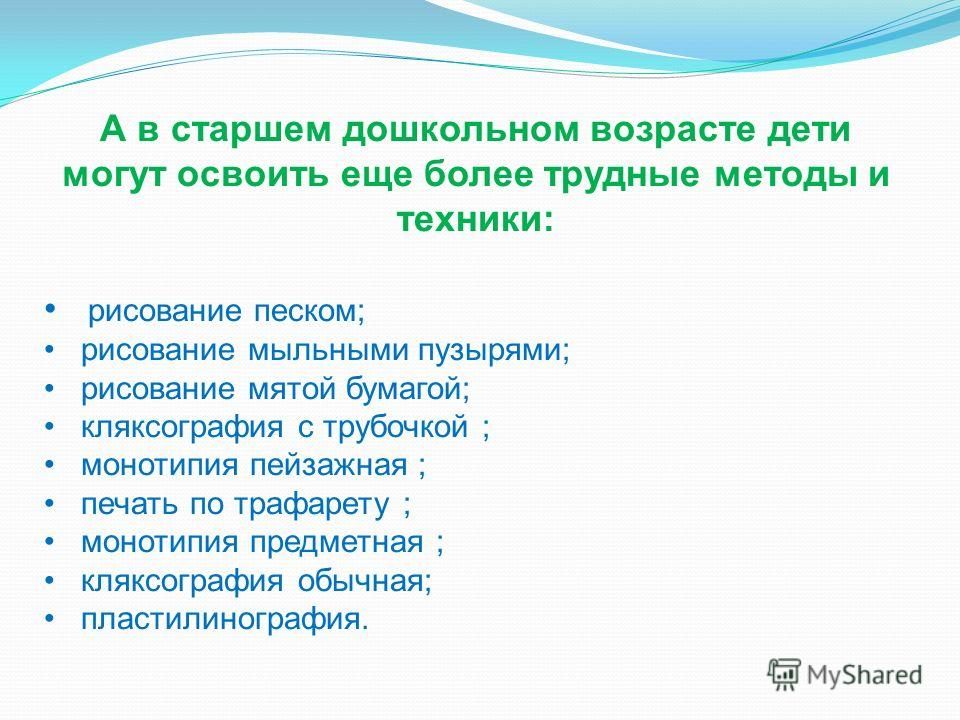 А в старшем дошкольном возрасте дети
могут освоить еще более трудные методы и
техники:
• рисование песком;
• рисование мыльными пузырями;
• рисование мятой бумагой;
• кляксография с трубочкой ;
• монотипия пейзажная ;
• печать по трафарету ;
• монотипия предметная ;
• кляксография обычная;
• пластилинография.
MyShared